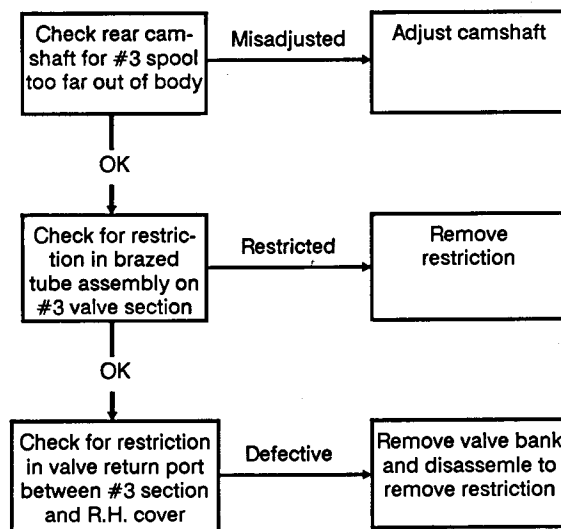 Check rear cam-
shaft for #3 spool
too far out of body
Misadjusted
Adjust camshaft
OK
Check for restric-
tion in brazed
tube assembly on
#3 valve section
Restricted
Remove
restriction
OK
Check for restriction
in valve return port
between #3 section
and R.H. cover
Defective
Remove valve bank
and disassemle to
remove restriction